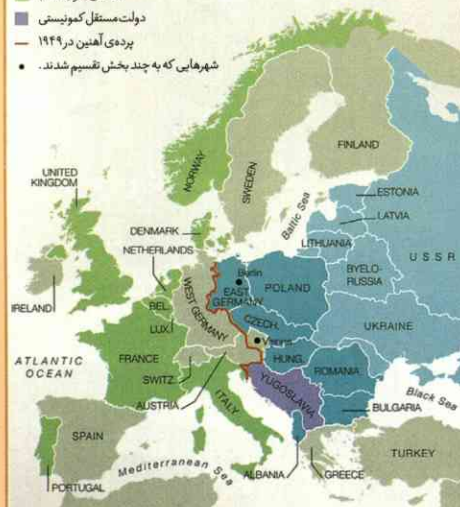 دولت مستقل کمونیستی
پرده‌ی آهنین در ۱۹۴۹
شهرهایی که به چند بخش تقسیم شدند.
FINLAND
NORWAY
SWEDEN
UNITED
KINGDOM
ESTONIA
Baltic Sea
LATVIA
DENMARK
NETHERLANDS
LITHUANIA
USSR
BYELO-
RUSSIA
Berlin
EAST
GERMANY
POLAND
WEST GERMANY
IRELAND
BEL.
LUX.
CZECH.
UKRAINE
Vienna
ATLANTIC
OCEAN
FRANCE
HUNG.
ROMANIA
SWITZ.
AUSTRIA
ITALY
YUGOSLAVIA
Black Sea
BULGARIA
SPAIN
TURKEY
Mediterranean Sea
ALBANIA
GREECE
PORTUGAL